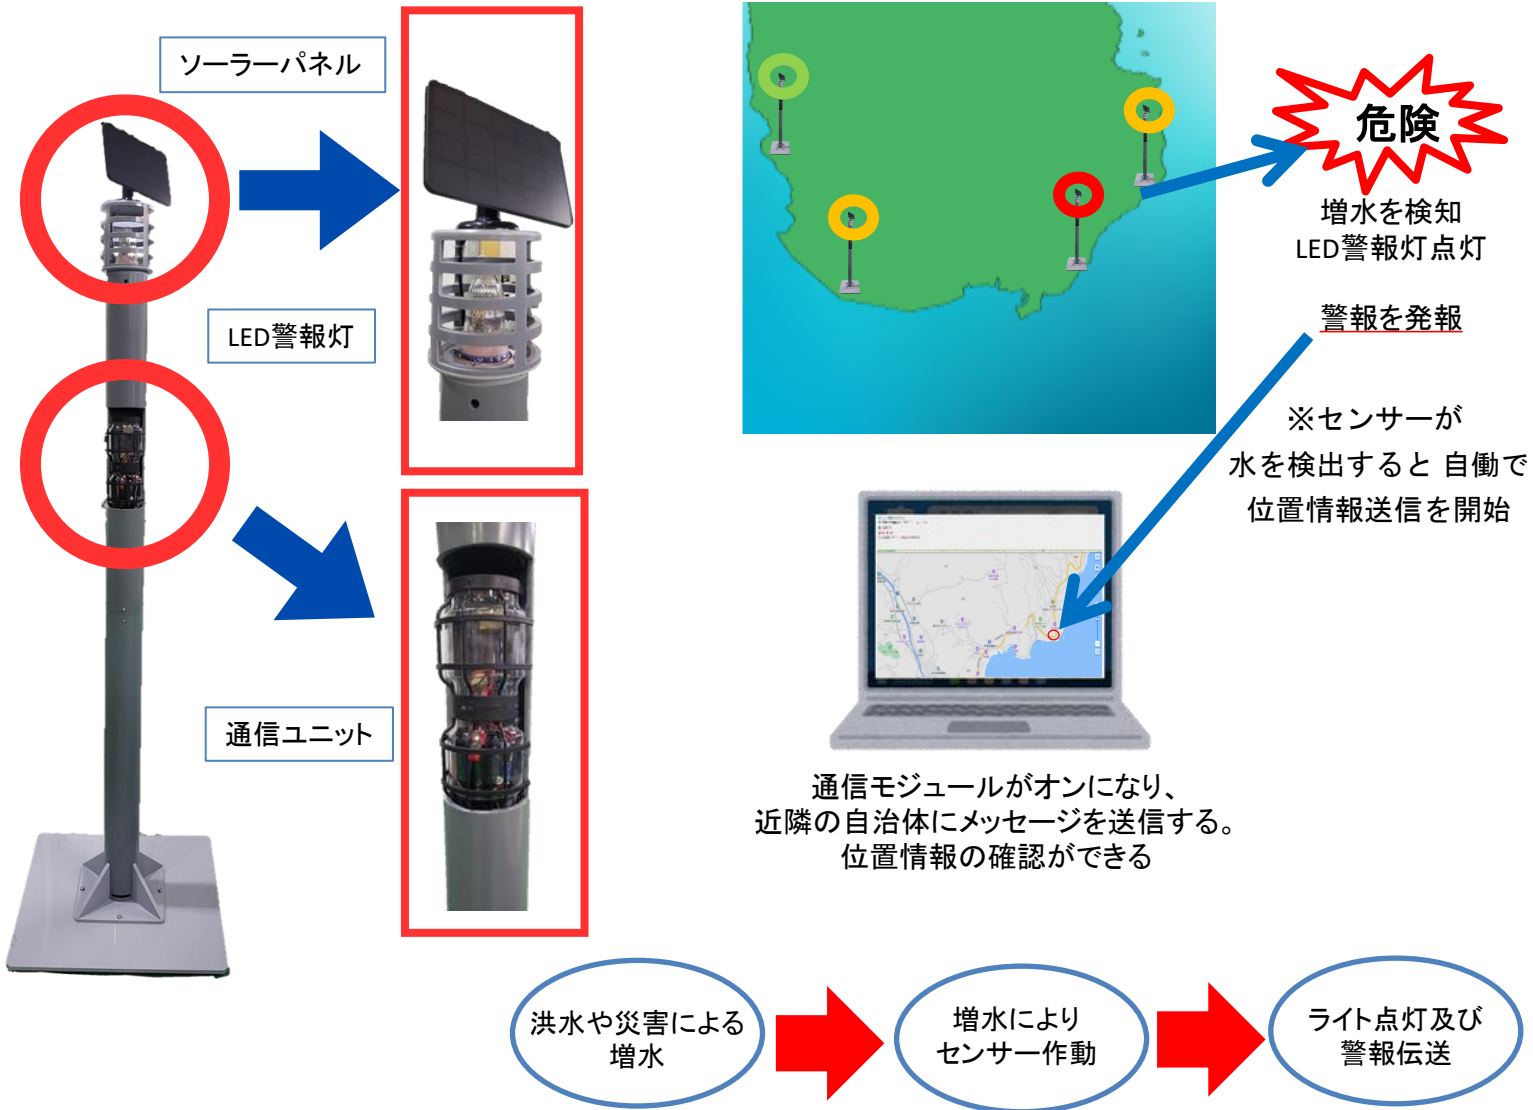 ソーラーパネル
LED警報灯
通信ユニット
危険
増水を検知
LED警報灯点灯
警報を発報
※センサーが
水を検出すると 自働で
位置情報送信を開始
通信モジュールがオンになり、
近隣の自治体にメッセージを送信する。
位置情報の確認ができる
洪水や災害による
増水
増水により
センサー作動
ライト点灯及び
警報伝送